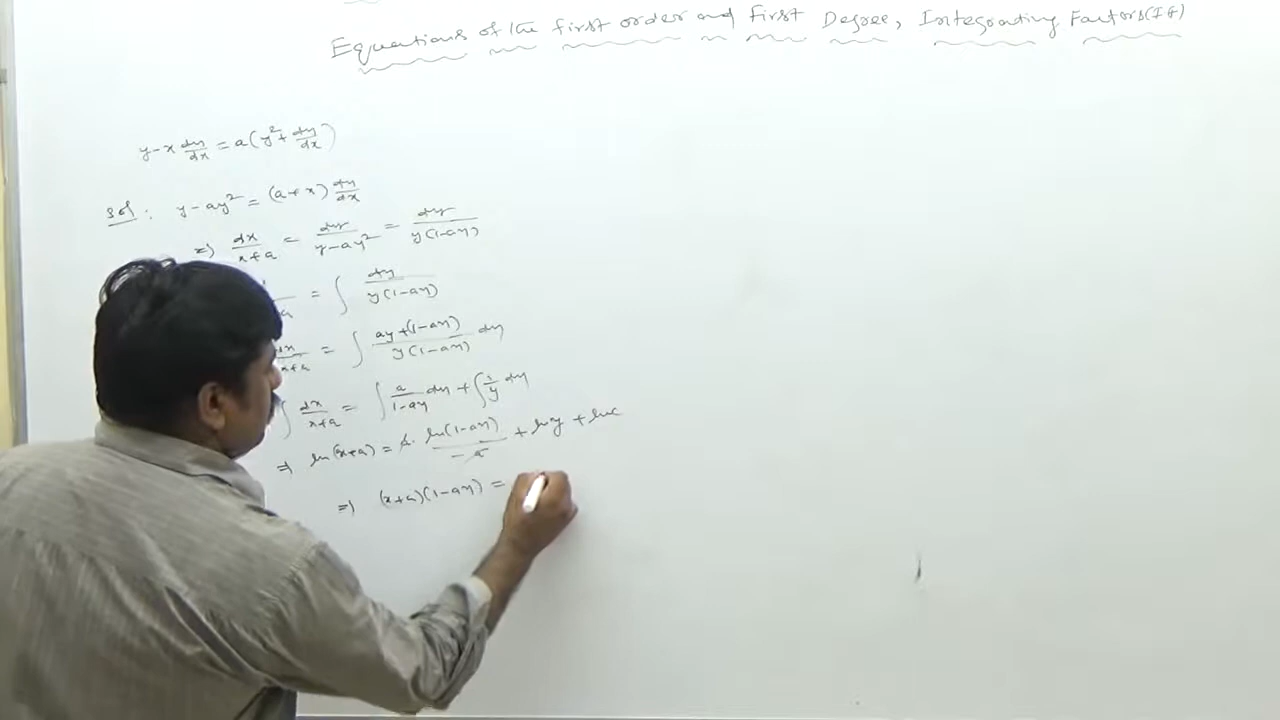 Equations of the first order and First Degree, Integrating Factors(IF)
y-x dy/dx = a(y²+ dy/dx)
Sol: y-ay² = (a+x) dy/dx
=> dx/x+a = dy/y-ay² = dy/y(1-ay)
= ∫ dy/y(1-ay)
dx/x+a = ∫ ay+(1-ay)/y(1-ay) dy
∫ dx/x+a = ∫ a/1-ay dy + ∫ 1/y dy
=> ln(x+a) = a. ln(1-ay)/-a + ln y + ln c
=> (x+a)(1-ay) =